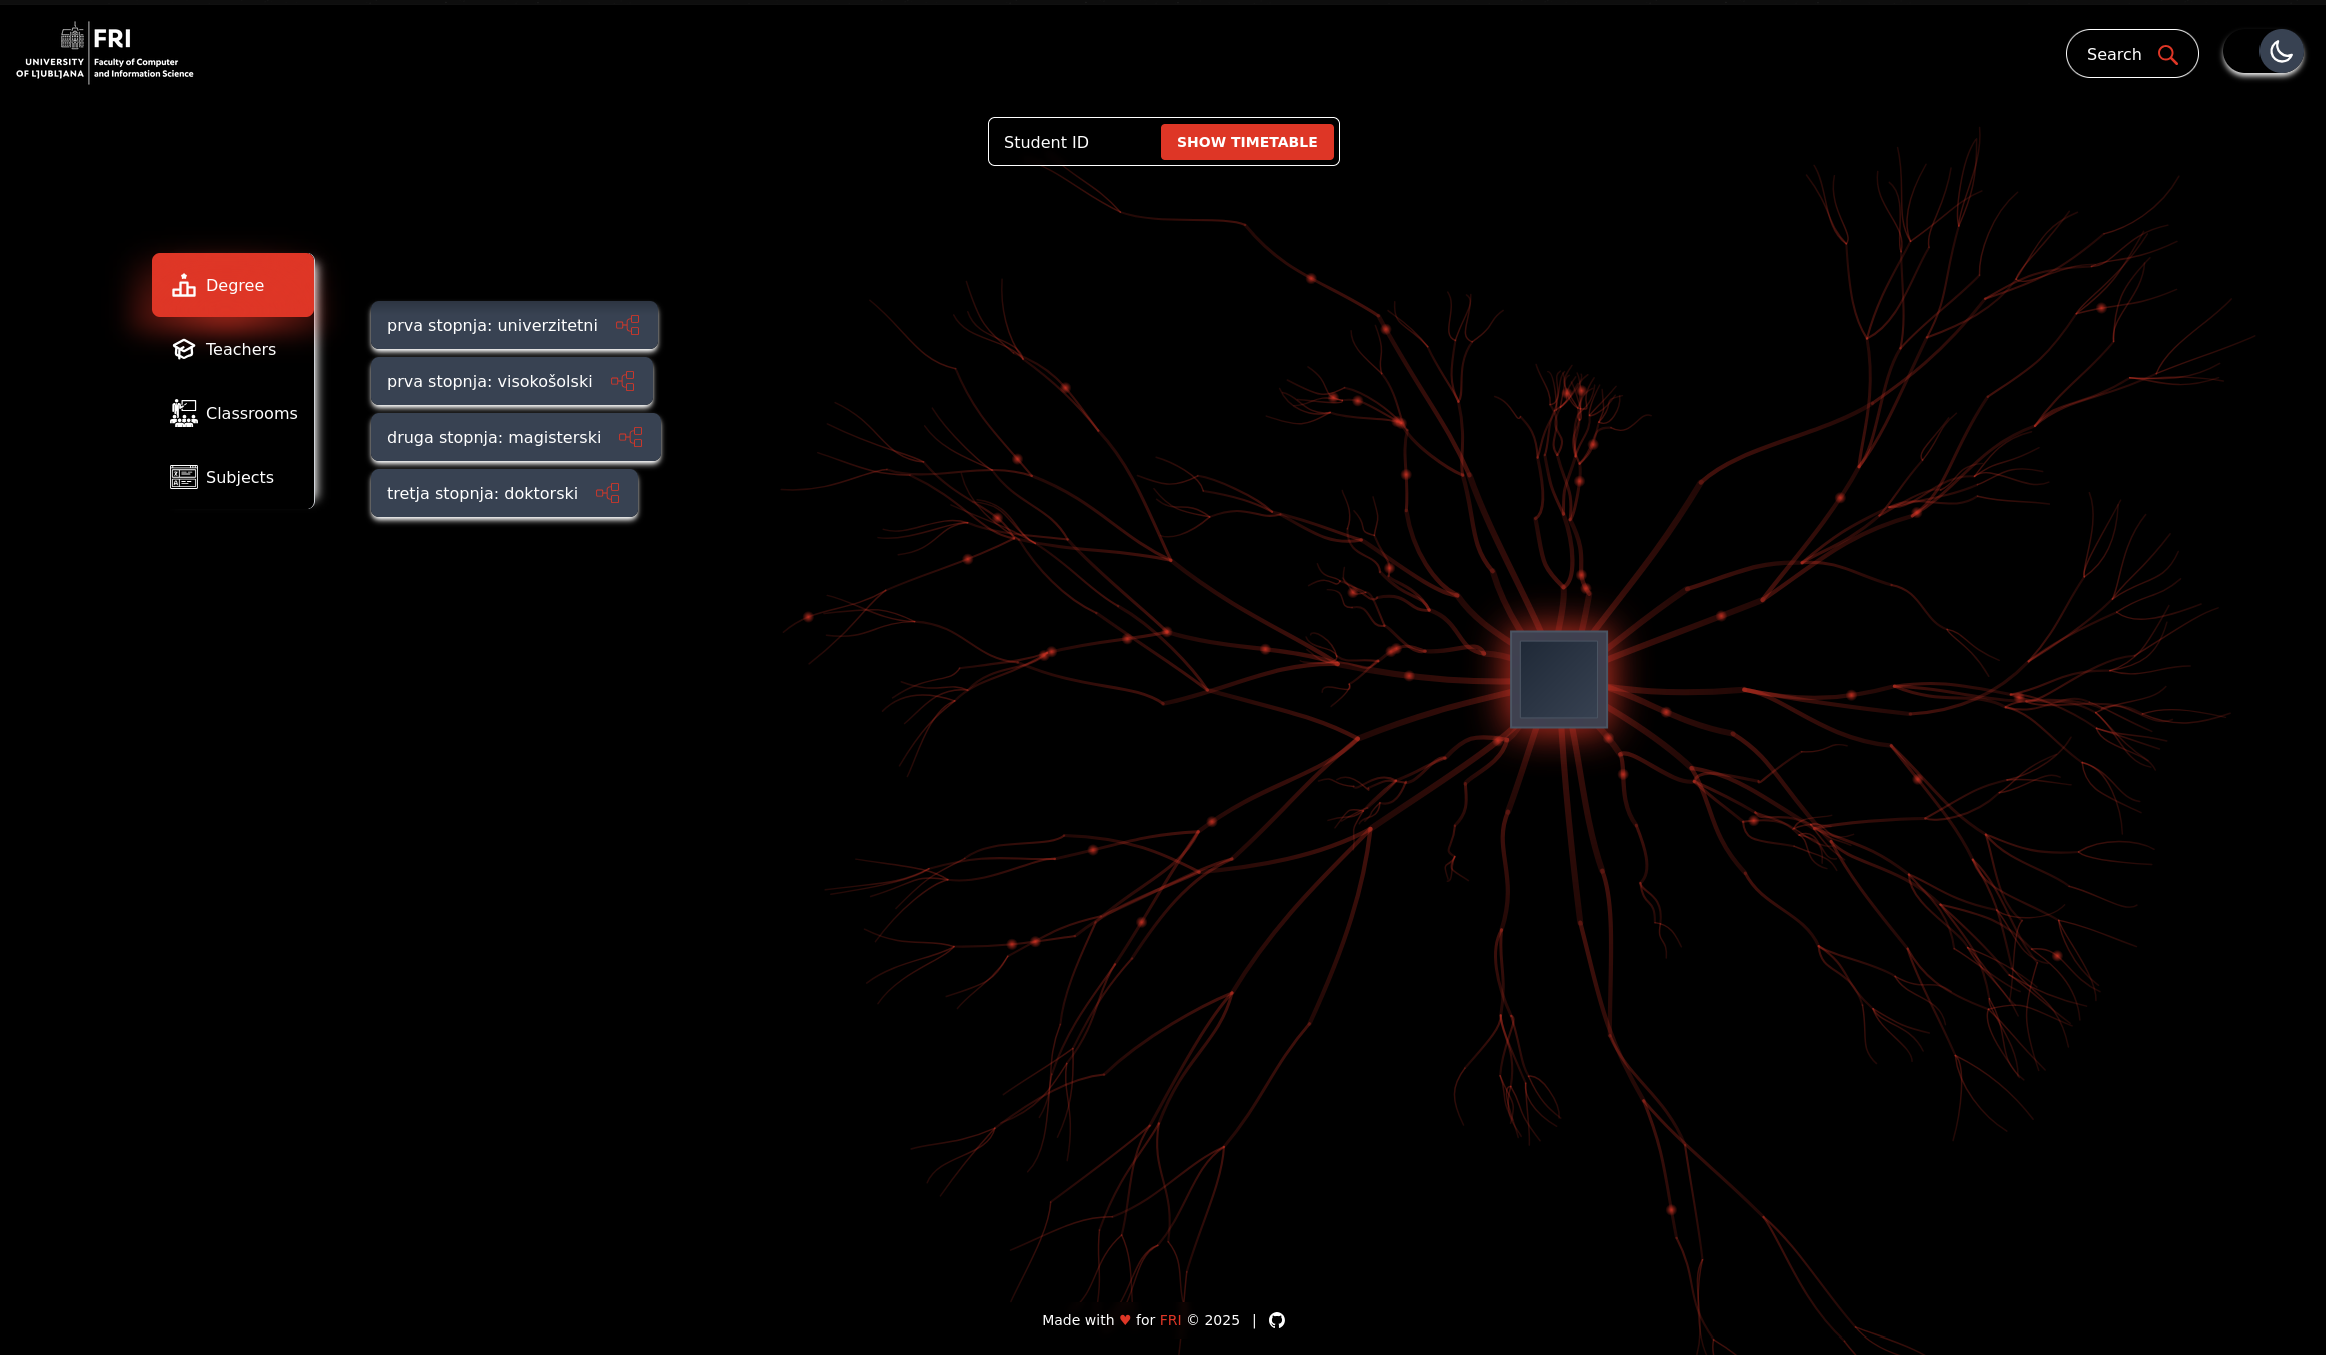 FRI
UNIVERSITY
OF LJUBLJANA
Faculty of Computer
and Information Science
Search
Student ID
SHOW TIMETABLE
Degree
Teachers
Classrooms
Subjects
prva stopnja: univerzitetni
prva stopnja: visokošolski
druga stopnja: magisterski
tretja stopnja: doktorski
Made with ♥ for FRI © 2025 |